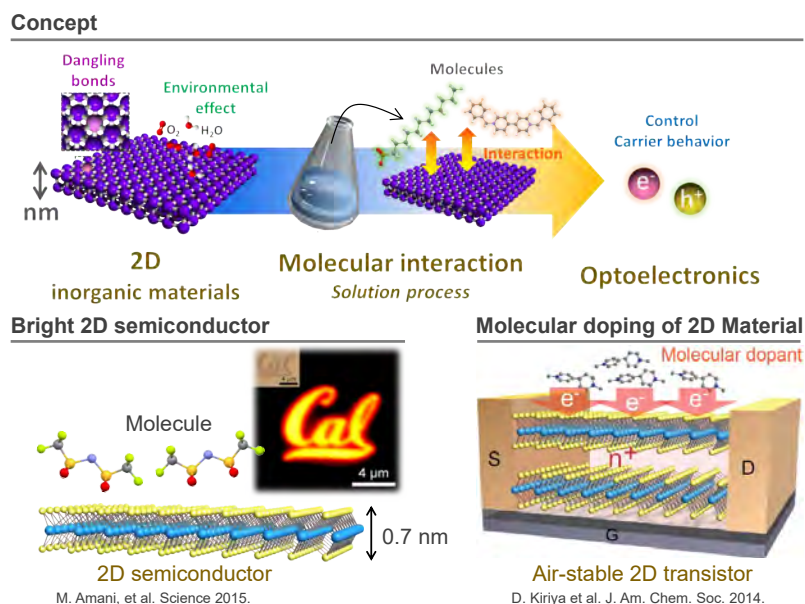 Concept
Dangling
bonds
Environmental
effect
O₂
H₂O
nm
Molecules
Interaction
Control
Carrier behavior
e⁻
h⁺
2D
inorganic materials
Molecular interaction
Solution process
Optoelectronics
Bright 2D semiconductor
Molecule
Cal
4 μm
0.7 nm
2D semiconductor
M. Amani, et al. Science 2015.
Molecular doping of 2D Material
Molecular dopant
e⁻ e⁻ e⁻
S
n⁺
D
G
Air-stable 2D transistor
D. Kiriya et al. J. Am. Chem. Soc. 2014.